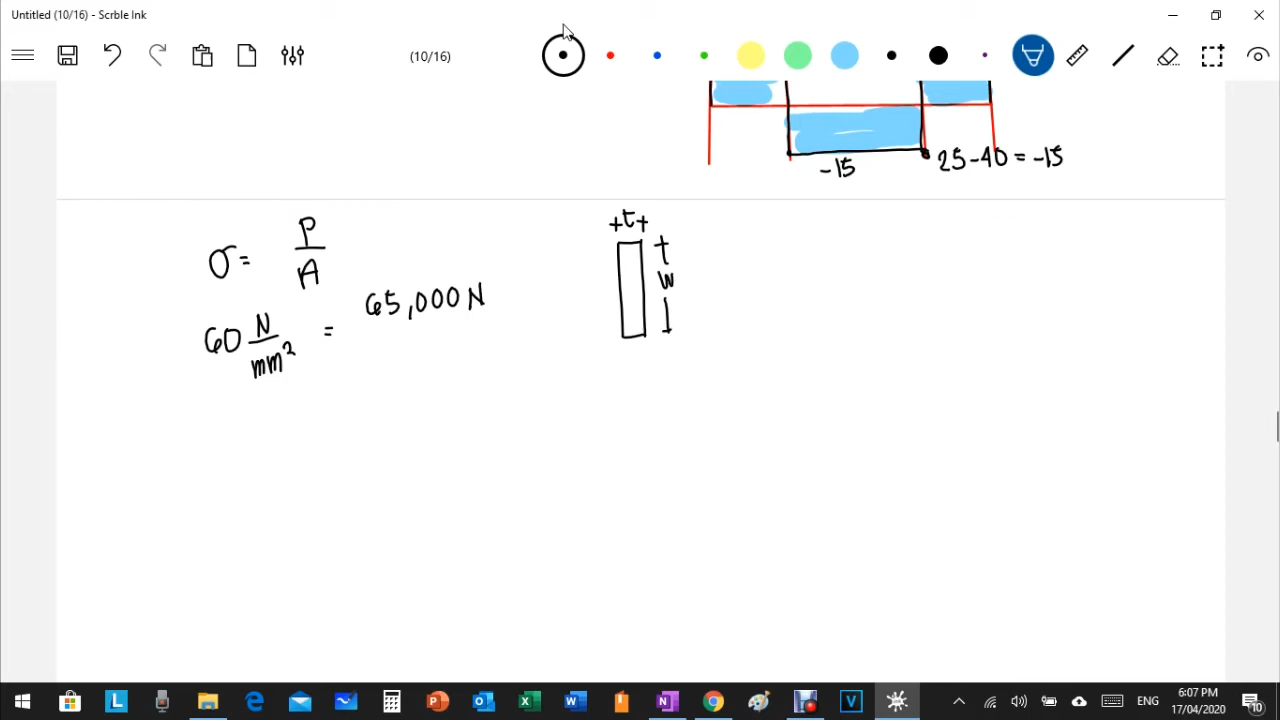 Untitled (10/16) - Scrble Ink
(10/16)
-15
25-40 = -15
σ = P/A
+t+
t
w
60 N/mm² = 65,000 N
ENG
6:07 PM
17/04/2020
10